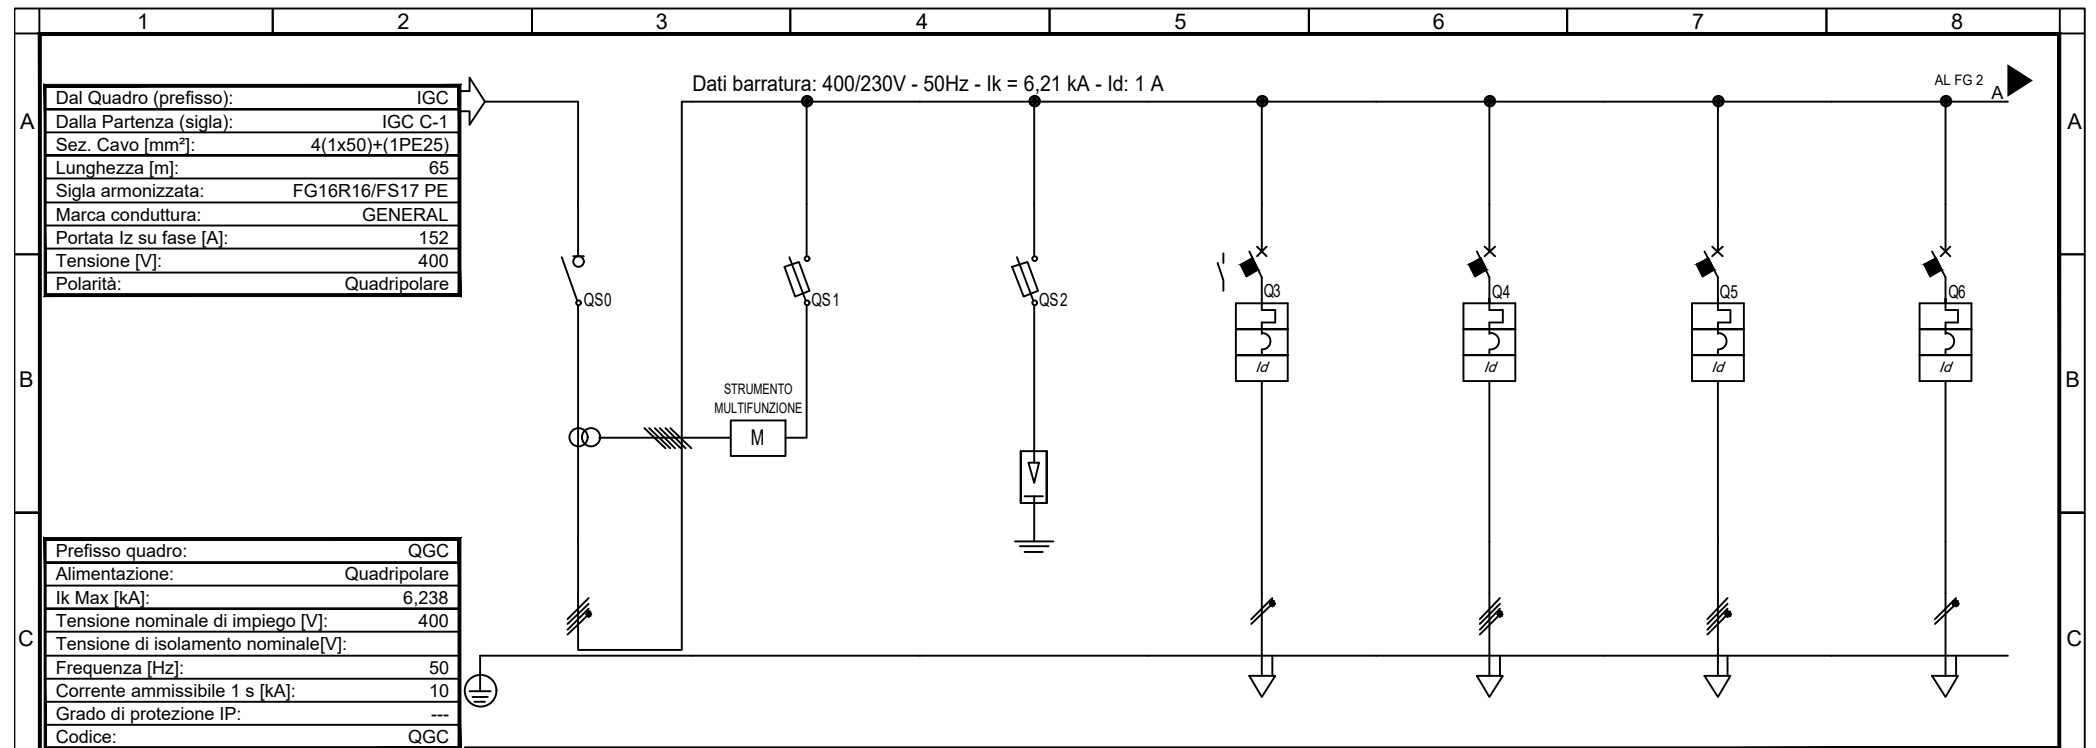 1 2 3 4 5 6 7 8
Dati barratura: 400/230V - 50Hz - Ik = 6,21 kA - Id: 1 A
AL FG 2
A
A
A
Dal Quadro (prefisso): IGC
Dalla Partenza (sigla): IGC C-1
Sez. Cavo [mm²]: 4(1x50)+(1PE25)
Lunghezza [m]: 65
Sigla armonizzata: FG16R16/FS17 PE
Marca conduttura: GENERAL
Portata Iz su fase [A]: 152
Tensione [V]: 400
Polarità: Quadripolare
QS0
QS1
QS2
Q3
Q4
Q5
Q6
Id
Id
Id
Id
B
B
STRUMENTO
MULTIFUNZIONE
M
Prefisso quadro: QGC
Alimentazione: Quadripolare
Ik Max [kA]: 6,238
Tensione nominale di impiego [V]: 400
Tensione di isolamento nominale[V]:
Frequenza [Hz]: 50
Corrente ammissibile 1 s [kA]: 10
Grado di protezione IP: ---
Codice: QGC
C
C